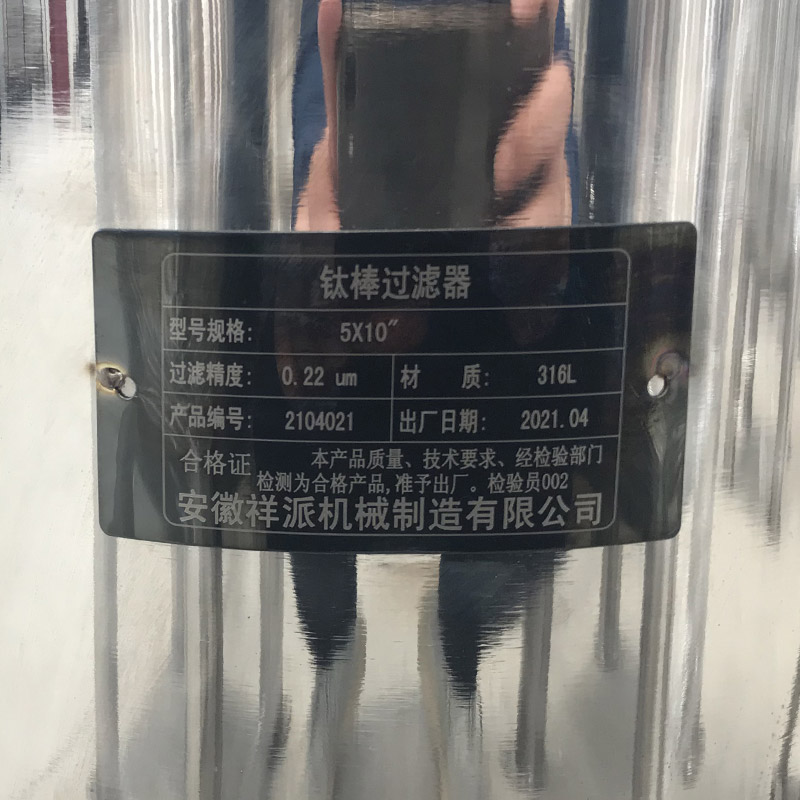 钛棒过滤器
型号规格: 5X10″
过滤精度: 0.22 um 材 质: 316L
产品编号: 2104021 出厂日期: 2021.04
合格证 本产品质量、技术要求、经检验部门
检测为合格产品,准予出厂。检验员002
安徽祥派机械制造有限公司